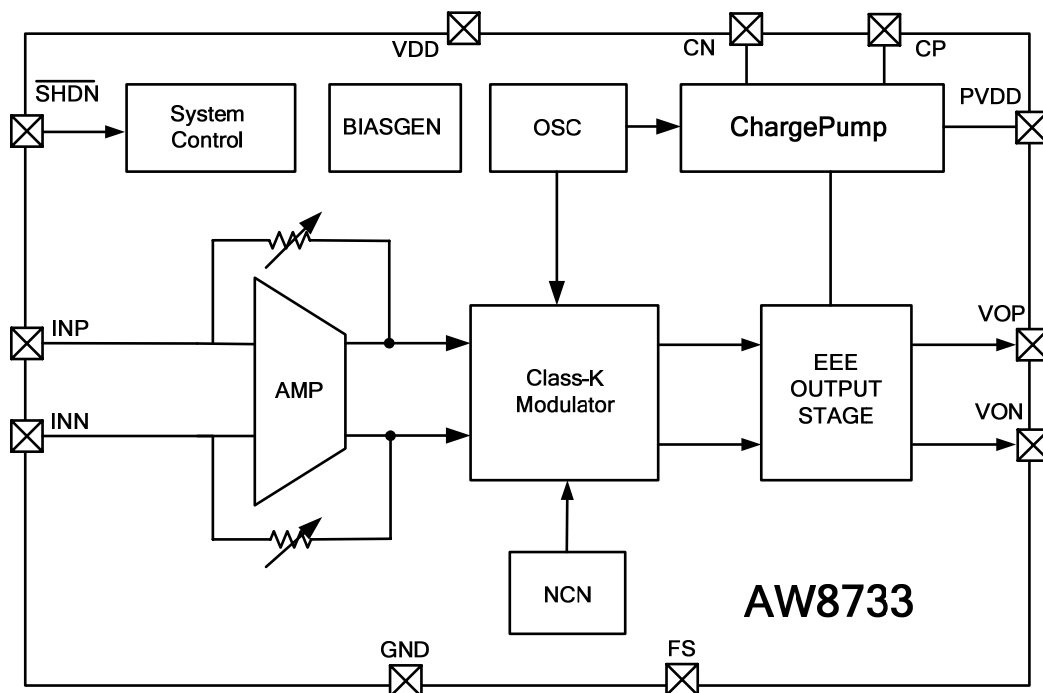 VDD
CN
CP
SHDN
PVDD
System
Control
BIASGEN
OSC
ChargePump
INP
INN
AMP
Class-K
Modulator
EEE
OUTPUT
STAGE
VOP
VON
NCN
AW8733
GND
FS